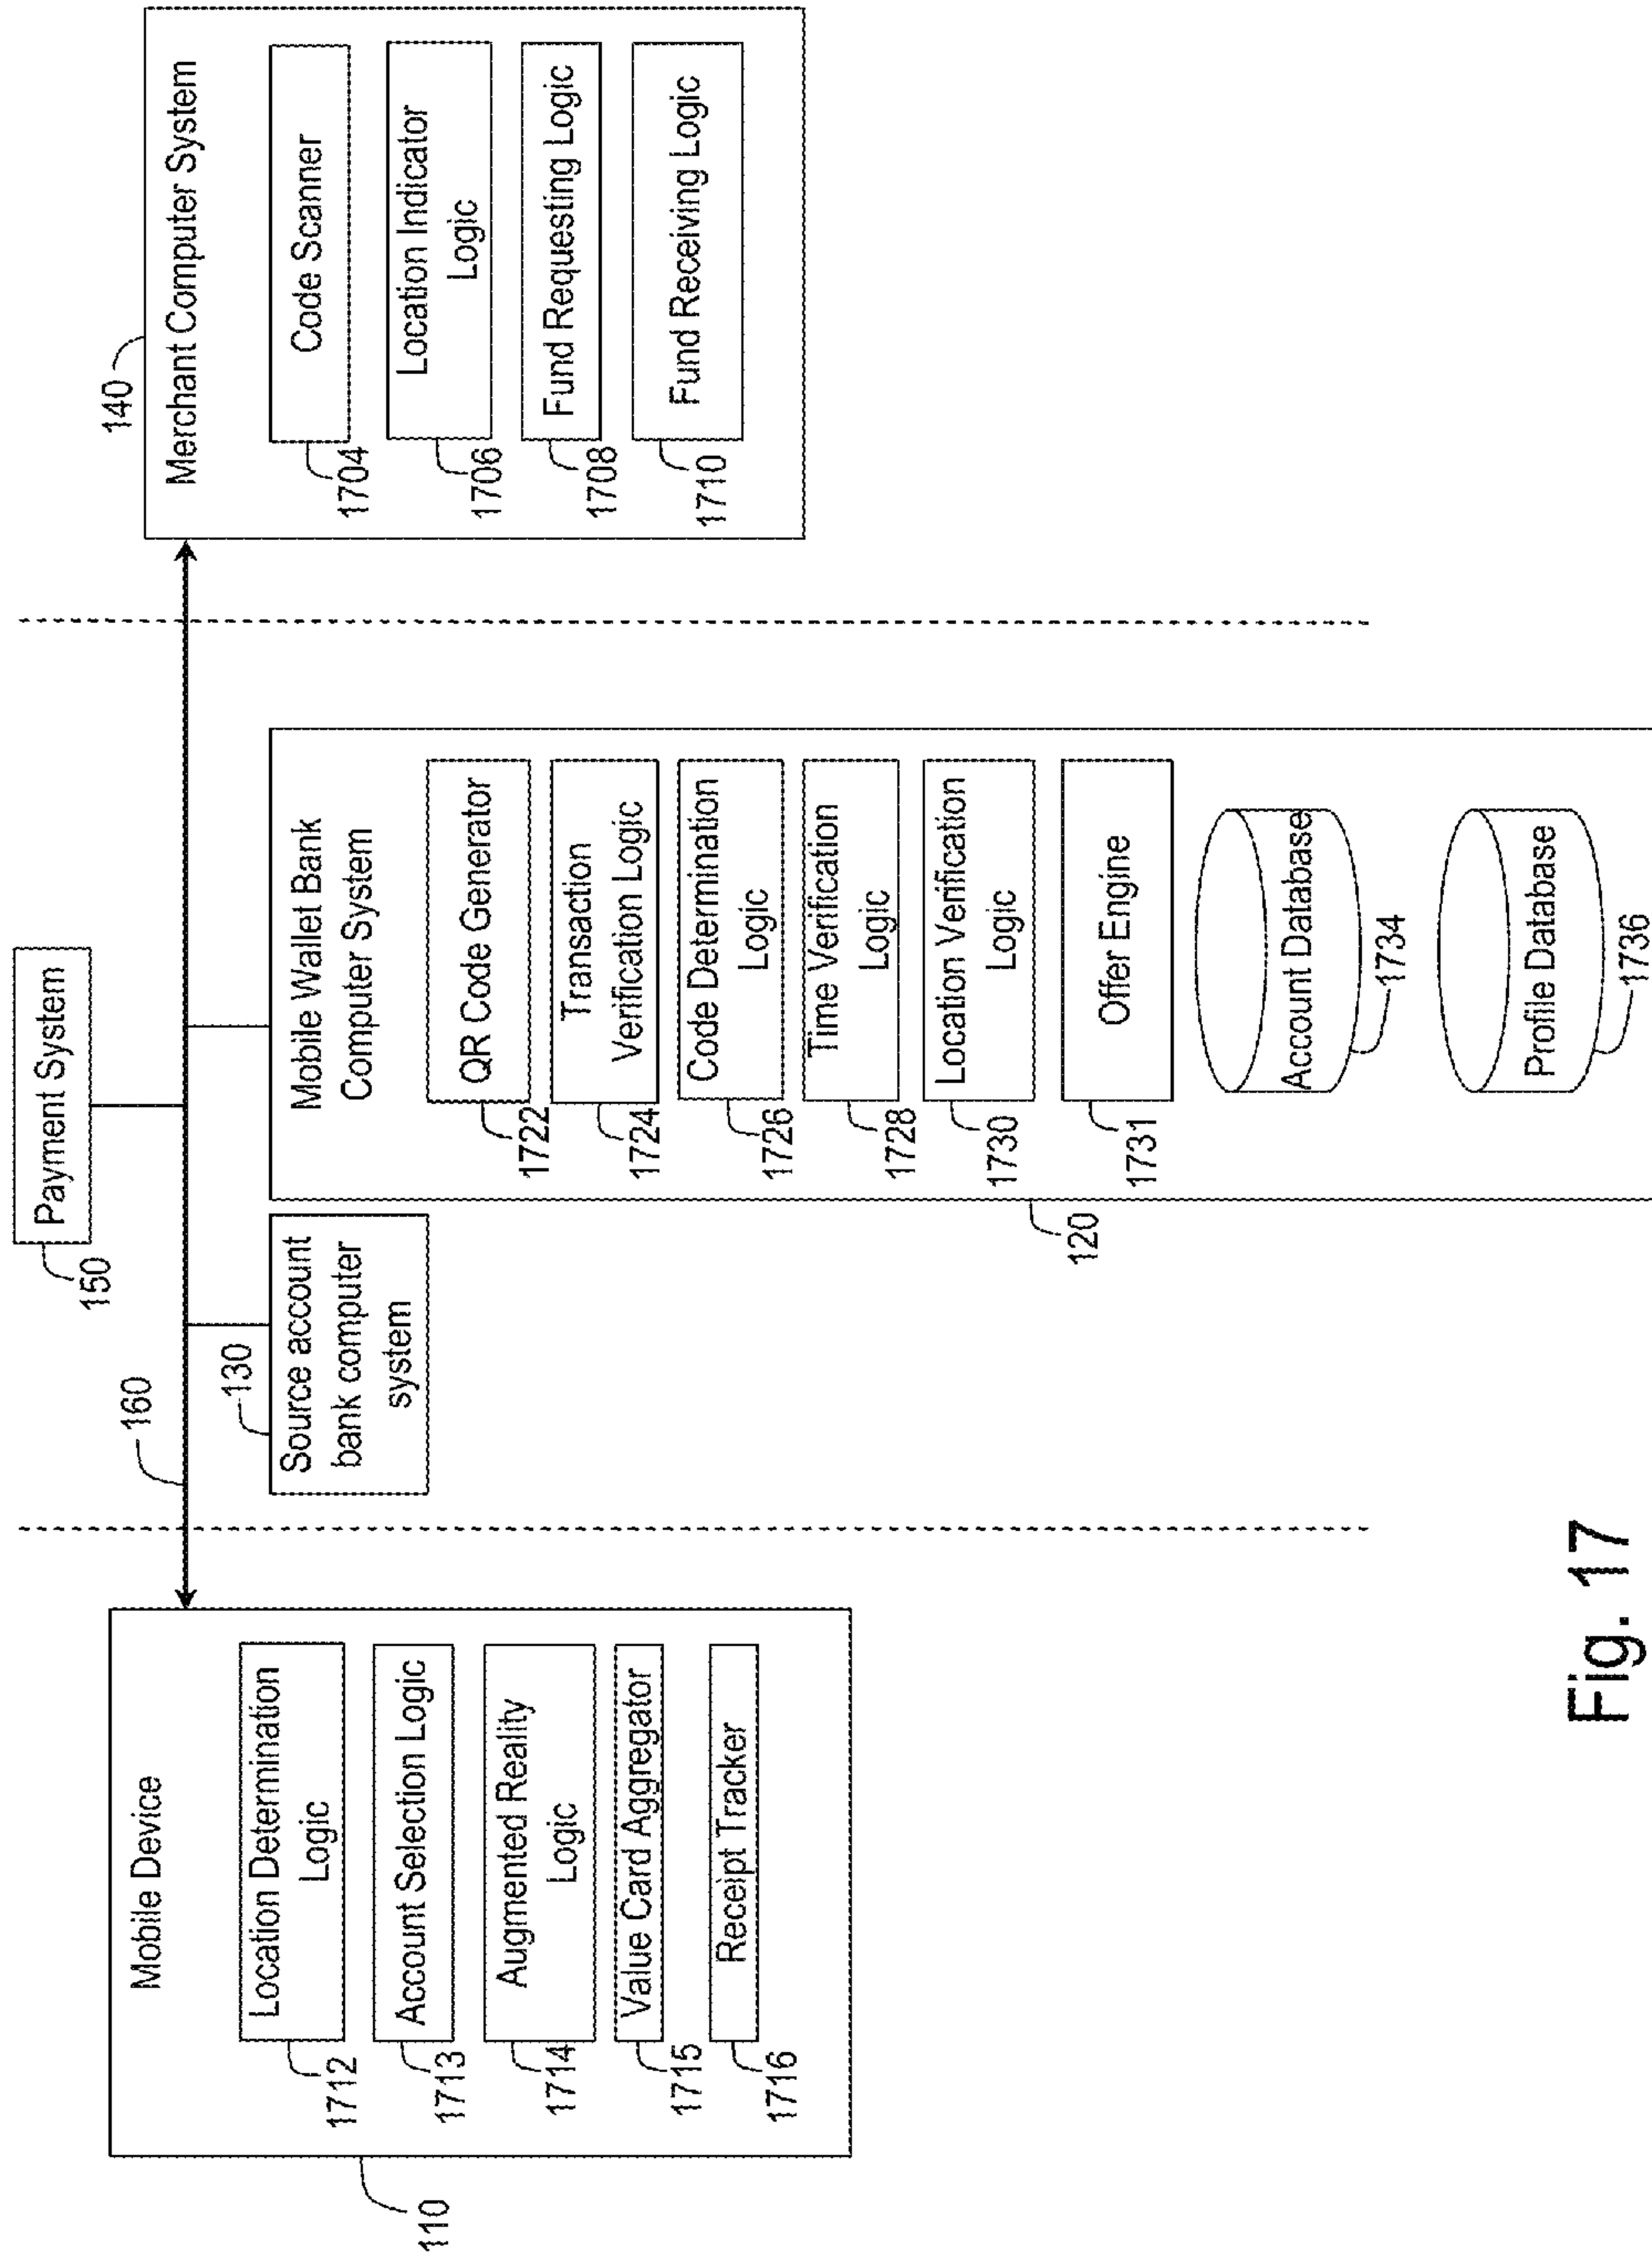 Payment System
150
160
140
Mobile Device
Location Determination
Logic
1712
Account Selection Logic
1713
Augmented Reality
Logic
1714
Value Card Aggregator
1715
Receipt Tracker
1716
110
130
Source account
bank computer
system
Mobile Wallet Bank
Computer System
QR Code Generator
1722
Transaction
Verification Logic
1724
Code Determination
Logic
1726
Time Verification
Logic
1728
Location Verification
Logic
1730
Offer Engine
1731
Account Database
1734
Profile Database
1736
120
Merchant Computer System
Code Scanner
1704
Location Indicator
Logic
1706
Fund Requesting Logic
1708
Fund Receiving Logic
1710
Fig. 17